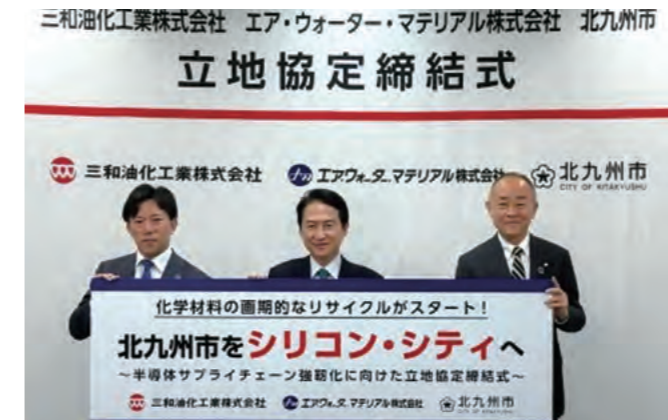 三和油化工業株式会社 エア・ウォーター・マテリアル株式会社 北九州市
立地協定締結式
三和油化工業株式会社 エア・ウォーター・マテリアル株式会社 北九州市
CITY OF KITAKYUSHU
化学材料の画期的なリサイクルがスタート!
北九州市をシリコン・シティへ
~半導体サプライチェーン強靭化に向けた立地協定締結式~
三和油化工業株式会社 エア・ウォーター・マテリアル株式会社 北九州市